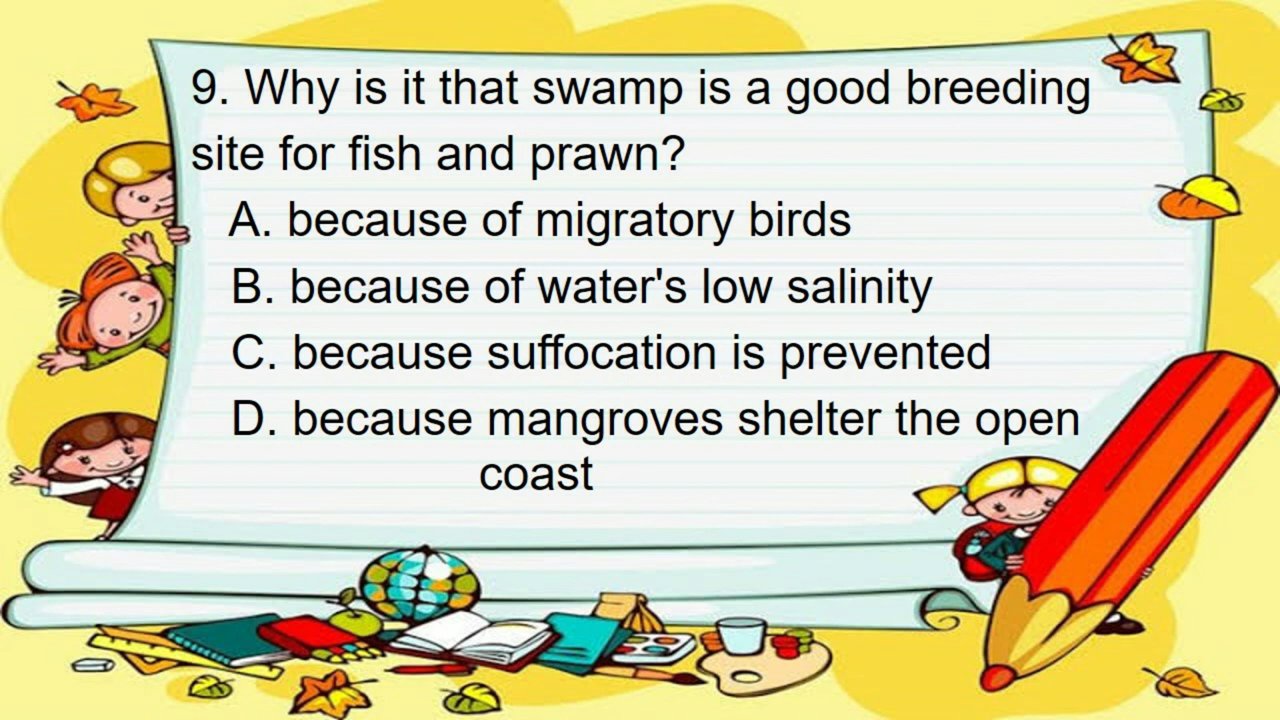 9. Why is it that swamp is a good breeding
site for fish and prawn?
A. because of migratory birds
B. because of water's low salinity
C. because suffocation is prevented
D. because mangroves shelter the open
coast